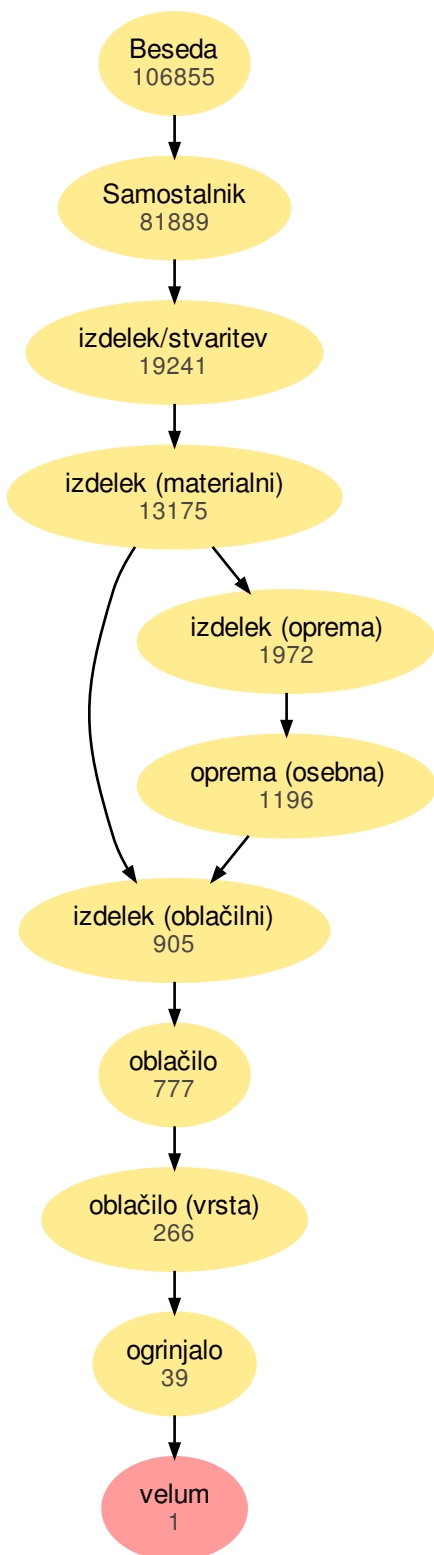 Beseda
106855
Samostalnik
81889
izdelek/stvaritev
19241
izdelek (materialni)
13175
izdelek (oprema)
1972
oprema (osebna)
1196
izdelek (oblačilni)
905
oblačilo
777
oblačilo (vrsta)
266
ogrinjalo
39
velum
1